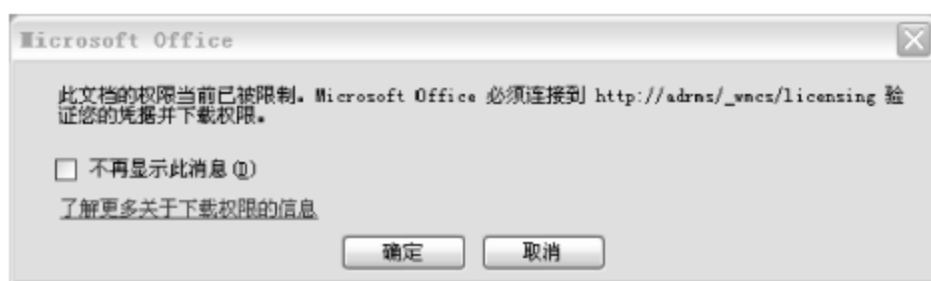 Microsoft Office
此文档的权限当前已被限制。Microsoft Office 必须连接到 http://adrms/_wmcs/licensing 验
证您的凭据并下载权限。
不再显示此消息(D)
了解更多关于下载权限的信息
确定 取消